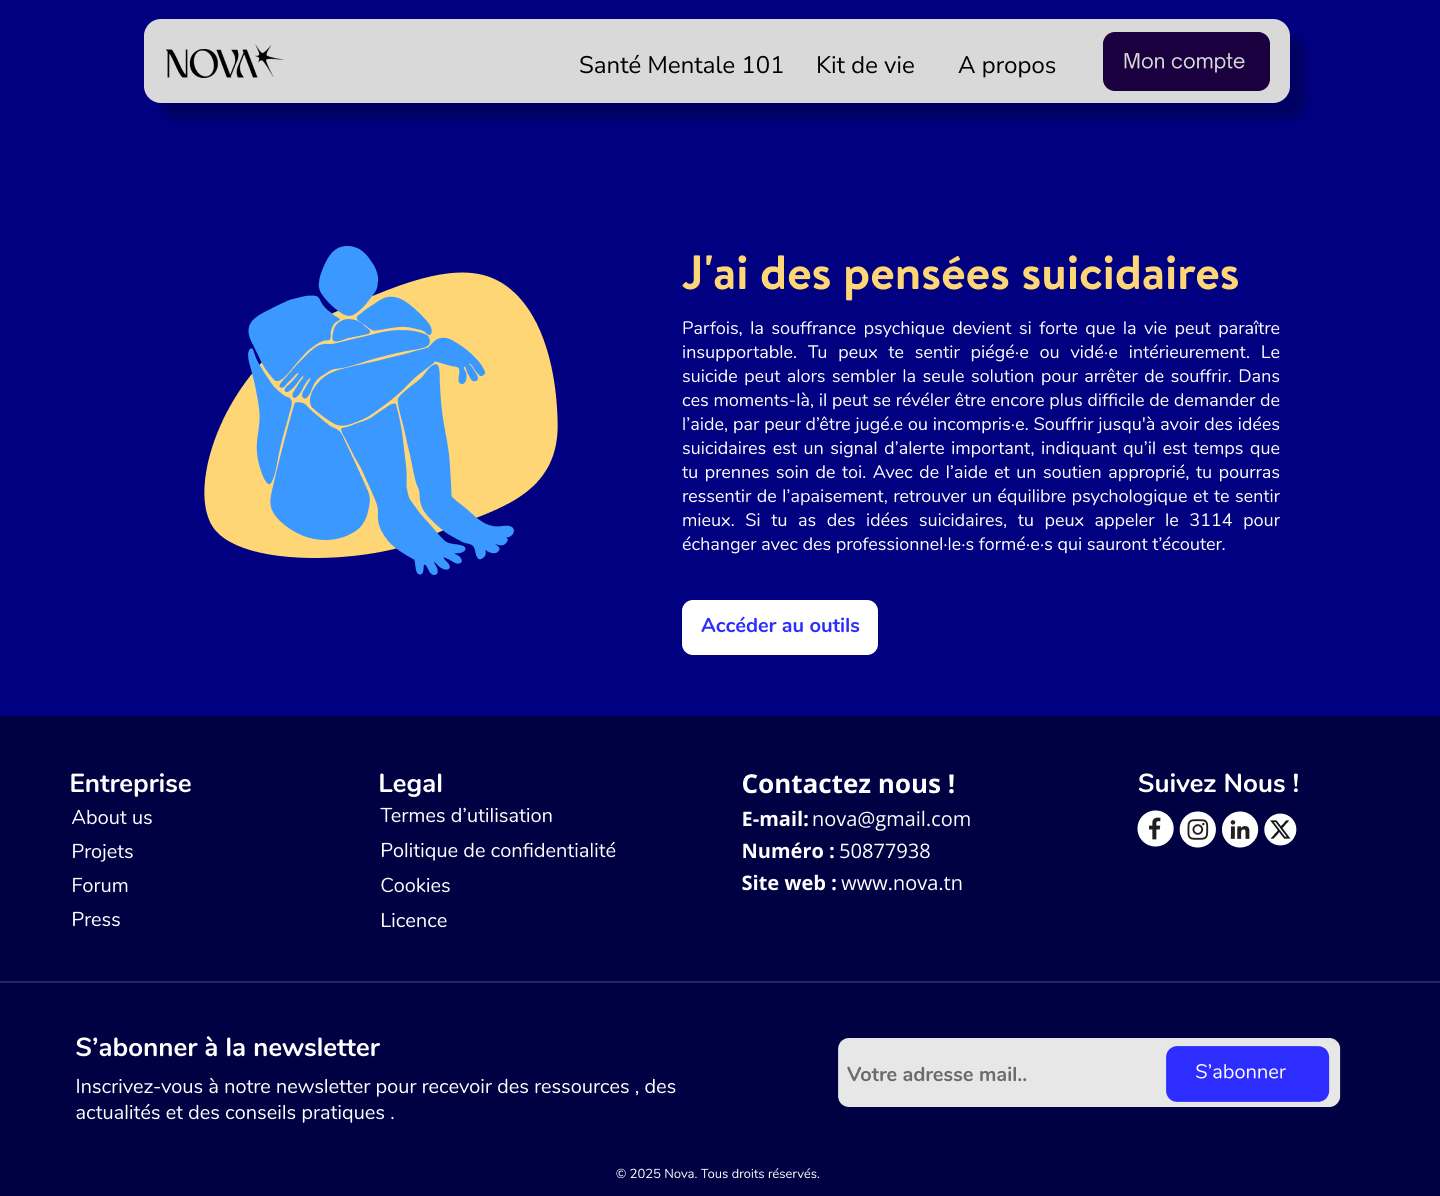 NOVA
Santé Mentale 101 Kit de vie A propos Mon compte
J'ai des pensées suicidaires
Parfois, la souffrance psychique devient si forte que la vie peut paraître
insupportable. Tu peux te sentir piégé·e ou vidé·e intérieurement. Le
suicide peut alors sembler la seule solution pour arrêter de souffrir. Dans
ces moments-là, il peut se révéler être encore plus difficile de demander de
l’aide, par peur d’être jugé.e ou incompris·e. Souffrir jusqu'à avoir des idées
suicidaires est un signal d’alerte important, indiquant qu’il est temps que
tu prennes soin de toi. Avec de l’aide et un soutien approprié, tu pourras
ressentir de l’apaisement, retrouver un équilibre psychologique et te sentir
mieux. Si tu as des idées suicidaires, tu peux appeler le 3114 pour
échanger avec des professionnel·le·s formé·e·s qui sauront t’écouter.
Accéder au outils
Entreprise
About us
Projets
Forum
Press
Legal
Termes d’utilisation
Politique de confidentialité
Cookies
Licence
Contactez nous !
E-mail: nova@gmail.com
Numéro : 50877938
Site web : www.nova.tn
Suivez Nous !
S’abonner à la newsletter
Inscrivez-vous à notre newsletter pour recevoir des ressources , des
actualités et des conseils pratiques .
Votre adresse mail..
S’abonner
© 2025 Nova. Tous droits réservés.